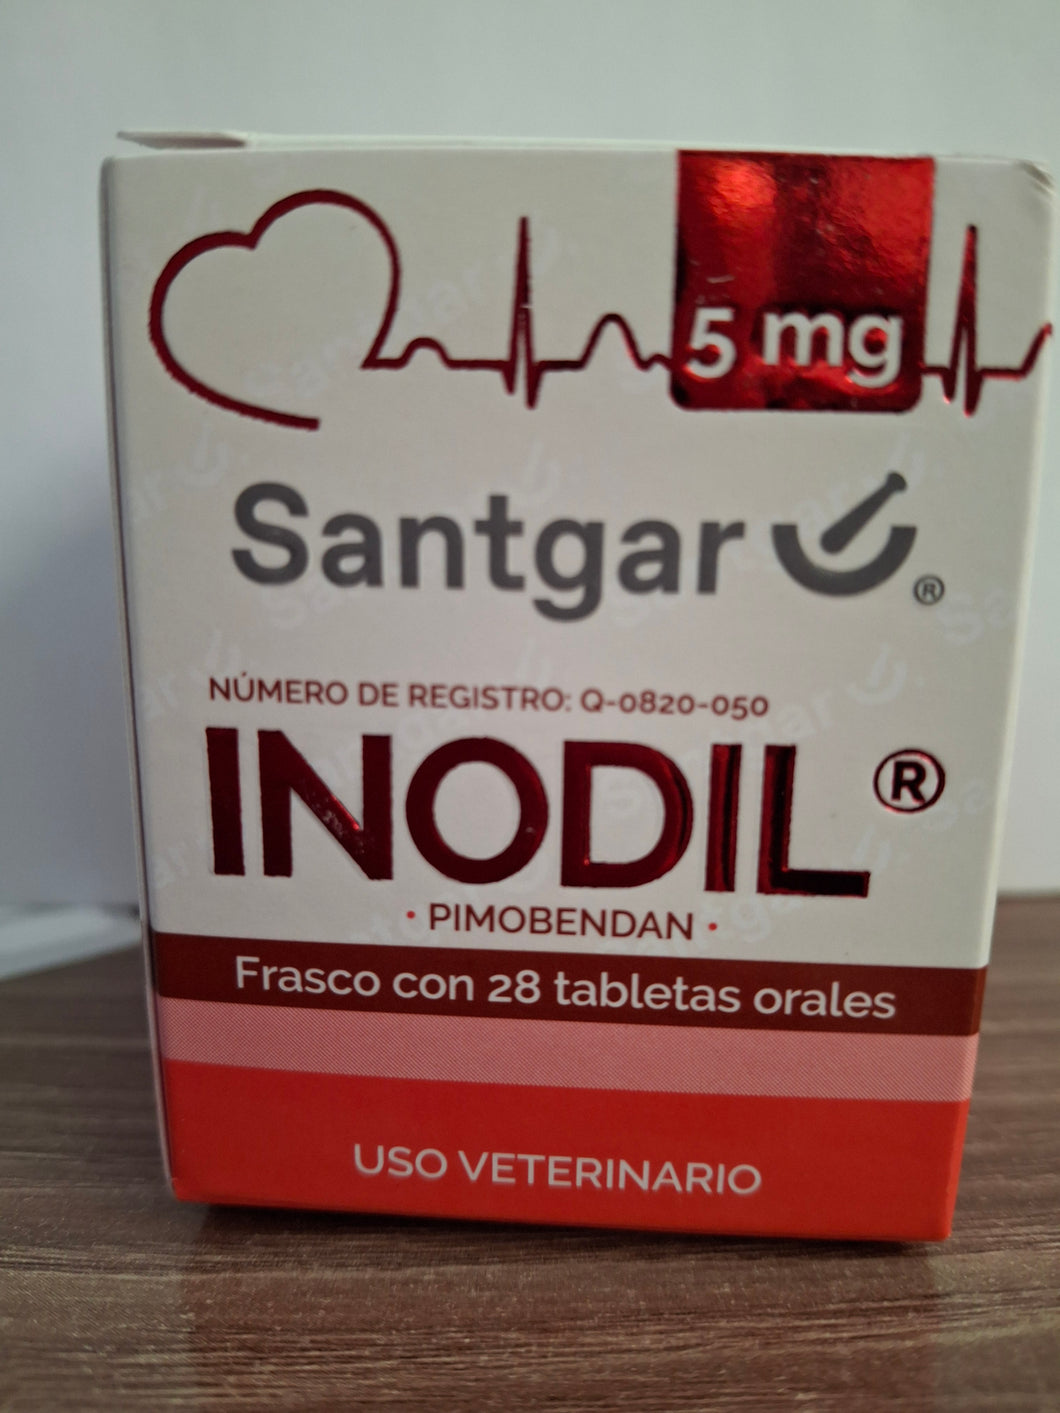 5 mg
Santgar ®
NÚMERO DE REGISTRO: Q-0820-050
INODIL ®
• PIMOBENDAN •
Frasco con 28 tabletas orales
USO VETERINARIO